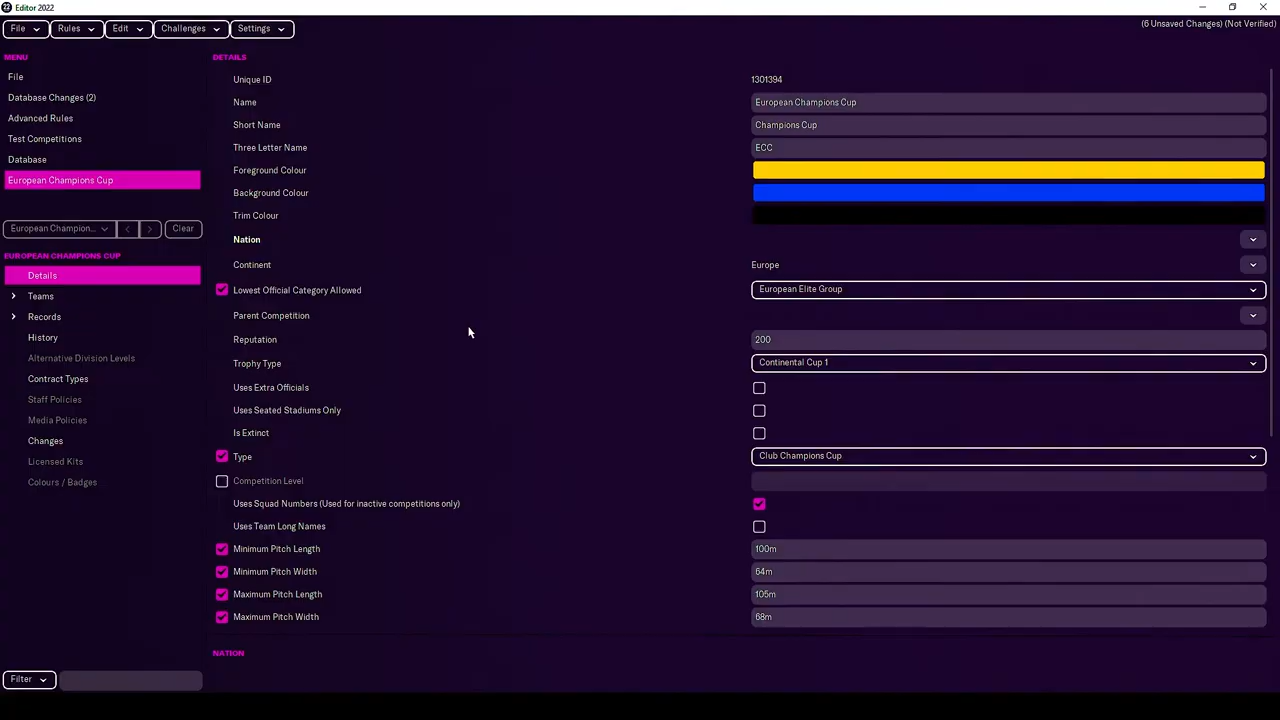 Editor 2022
File Rules Edit Challenges Settings (6 Unsaved Changes) (Not Verified)
MENU
File
Database Changes (2)
Advanced Rules
Test Competitions
Database
European Champions Cup
European Champion... Clear
EUROPEAN CHAMPIONS CUP
Details
Teams
Records
History
Alternative Division Levels
Contract Types
Staff Policies
Media Policies
Changes
Licensed Kits
Colours / Badges
Filter
DETAILS
Unique ID 1301394
Name European Champions Cup
Short Name Champions Cup
Three Letter Name ECC
Foreground Colour
Background Colour
Trim Colour
Nation
Continent Europe
Lowest Official Category Allowed European Elite Group
Parent Competition
Reputation 200
Trophy Type Continental Cup 1
Uses Extra Officials
Uses Seated Stadiums Only
Is Extinct
Type Club Champions Cup
Competition Level
Uses Squad Numbers (Used for inactive competitions only)
Uses Team Long Names
Minimum Pitch Length 100m
Minimum Pitch Width 64m
Maximum Pitch Length 105m
Maximum Pitch Width 68m
NATION